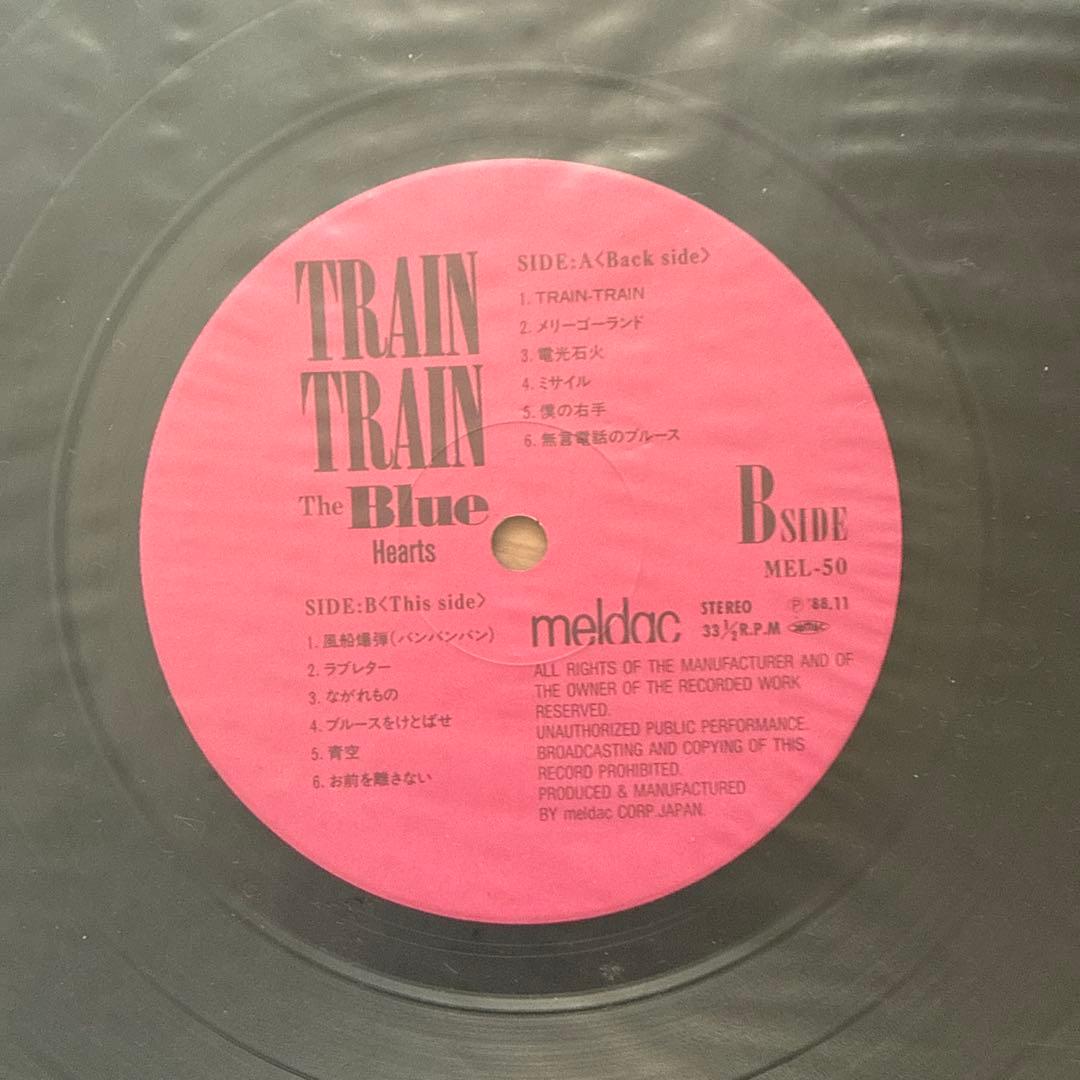 TRAIN
TRAIN
The Blue
Hearts
SIDE:A<Back side>
1. TRAIN-TRAIN
2. メリーゴーランド
3. 電光石火
4. ミサイル
5. 僕の右手
6. 無言電話のブルース
B SIDE
MEL-50
SIDE:B<This side>
1. 風船爆弾(バンバンバン)
2. ラブレター
3. ながれもの
4. ブルースをけとばせ
5. 青空
6. お前を離さない
meldac
STEREO Ⓟ'88.11
33 1/3 R.P.M
ALL RIGHTS OF THE MANUFACTURER AND OF
THE OWNER OF THE RECORDED WORK
RESERVED.
UNAUTHORIZED PUBLIC PERFORMANCE.
BROADCASTING AND COPYING OF THIS
RECORD PROHIBITED.
PRODUCED & MANUFACTURED
BY meldac CORP.JAPAN.